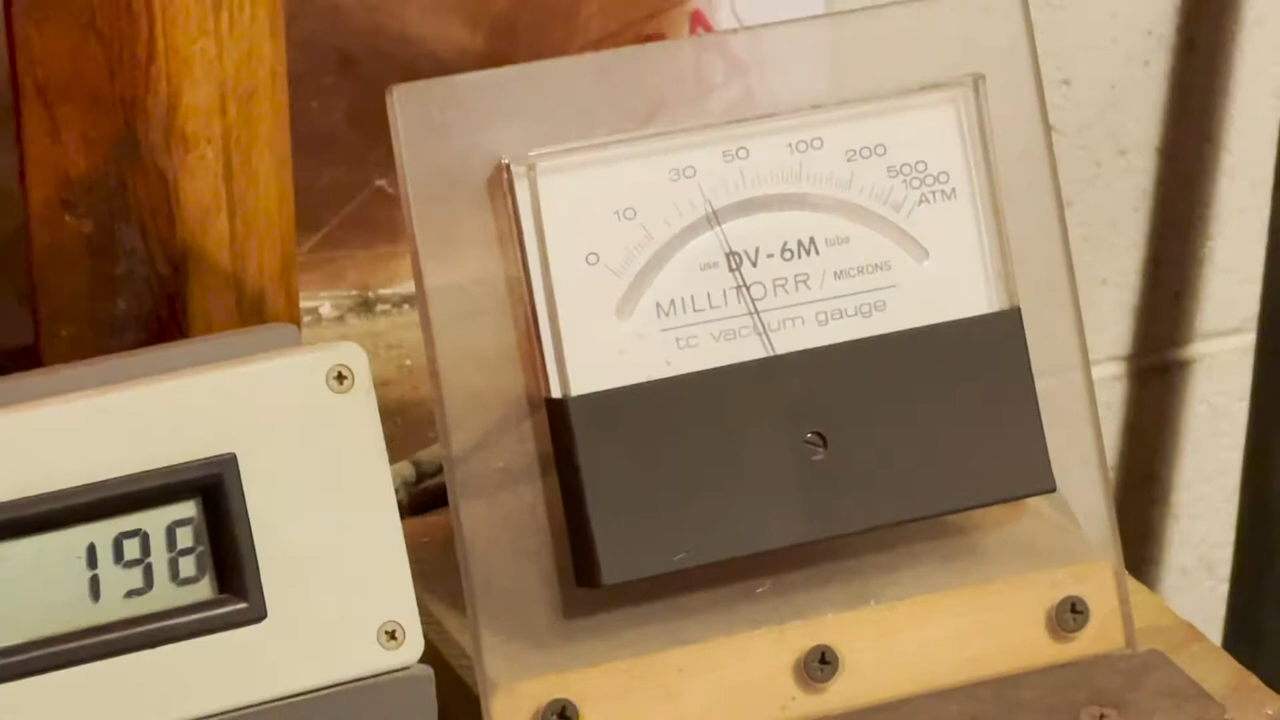 0 10 30 50 100 200 500 1000 ATM
use DV-6M tube
MILLITORR / MICRONS
tc vacuum gauge
198